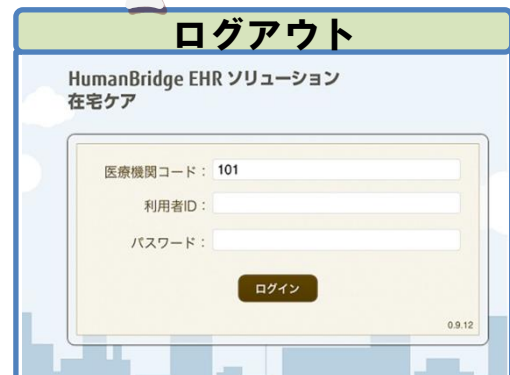 ログアウト
HumanBridge EHR ソリューション
在宅ケア
医療機関コード： 101
利用者ID：
パスワード：
ログイン
0.9.12